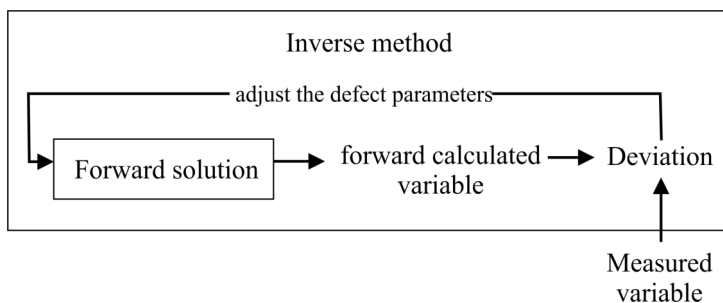 Inverse method
adjust the defect parameters
Forward solution
forward calculated
variable
Deviation
Measured
variable